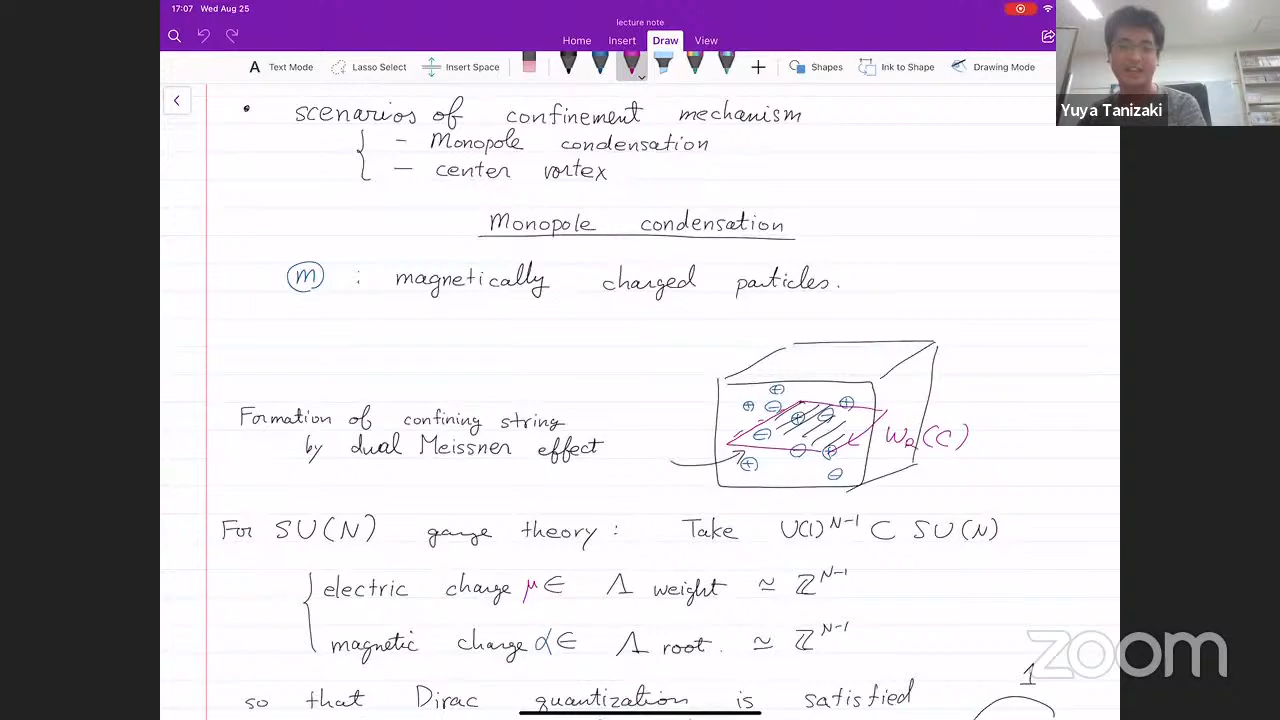 17:07 Wed Aug 25
lecture note
Home Insert Draw View
A Text Mode Lasso Select Insert Space + Shapes Ink to Shape Drawing Mode
Yuya Tanizaki
• scenarios of confinement mechanism
- Monopole condensation
- center vortex
Monopole condensation
m : magnetically charged particles.
Formation of confining string
by dual Meissner effect
W_R(C)
For SU(N) gauge theory : Take U(1)^{N-1} ⊂ SU(N)
electric charge μ ∈ Λ weight ≃ ℤ^{N-1}
magnetic charge α ∈ Λ root. ≃ ℤ^{N-1}
so that Dirac quantization is satisfied
1
zoom